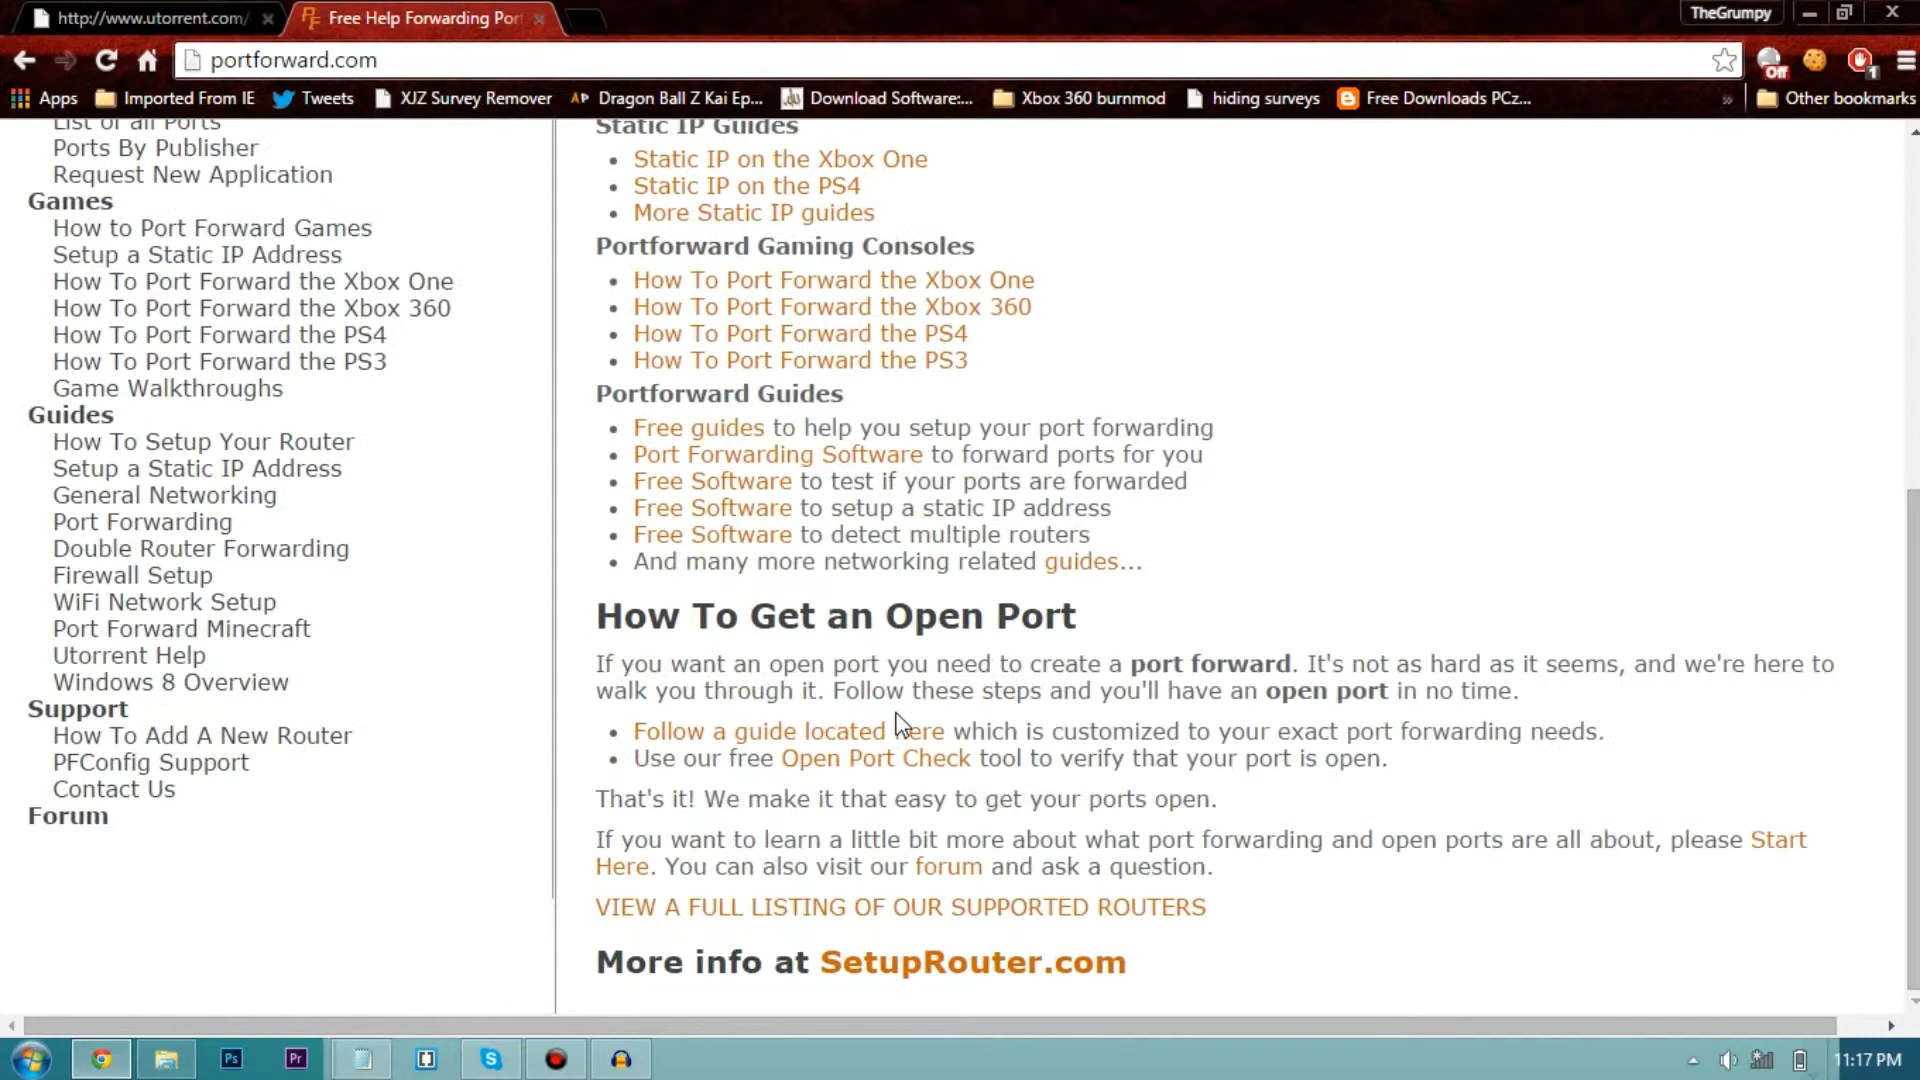 http://www.utorrent.com/
Free Help Forwarding Por
TheGrumpy
portforward.com
Off
1
Apps
Imported From IE
Tweets
XJZ Survey Remover
AP Dragon Ball Z Kai Ep...
Download Software:...
Xbox 360 burnmod
hiding surveys
Free Downloads PCz...
»
Other bookmarks
List of all Ports
Ports By Publisher
Request New Application
Games
How to Port Forward Games
Setup a Static IP Address
How To Port Forward the Xbox One
How To Port Forward the Xbox 360
How To Port Forward the PS4
How To Port Forward the PS3
Game Walkthroughs
Guides
How To Setup Your Router
Setup a Static IP Address
General Networking
Port Forwarding
Double Router Forwarding
Firewall Setup
WiFi Network Setup
Port Forward Minecraft
Utorrent Help
Windows 8 Overview
Support
How To Add A New Router
PFConfig Support
Contact Us
Forum
Static IP Guides
Static IP on the Xbox One
Static IP on the PS4
More Static IP guides
Portforward Gaming Consoles
How To Port Forward the Xbox One
How To Port Forward the Xbox 360
How To Port Forward the PS4
How To Port Forward the PS3
Portforward Guides
Free guides to help you setup your port forwarding
Port Forwarding Software to forward ports for you
Free Software to test if your ports are forwarded
Free Software to setup a static IP address
Free Software to detect multiple routers
And many more networking related guides...
How To Get an Open Port
If you want an open port you need to create a port forward. It's not as hard as it seems, and we're here to
walk you through it. Follow these steps and you'll have an open port in no time.
Follow a guide located here which is customized to your exact port forwarding needs.
Use our free Open Port Check tool to verify that your port is open.
That's it! We make it that easy to get your ports open.
If you want to learn a little bit more about what port forwarding and open ports are all about, please Start
Here. You can also visit our forum and ask a question.
VIEW A FULL LISTING OF OUR SUPPORTED ROUTERS
More info at SetupRouter.com
Ps
Pr
11:17 PM